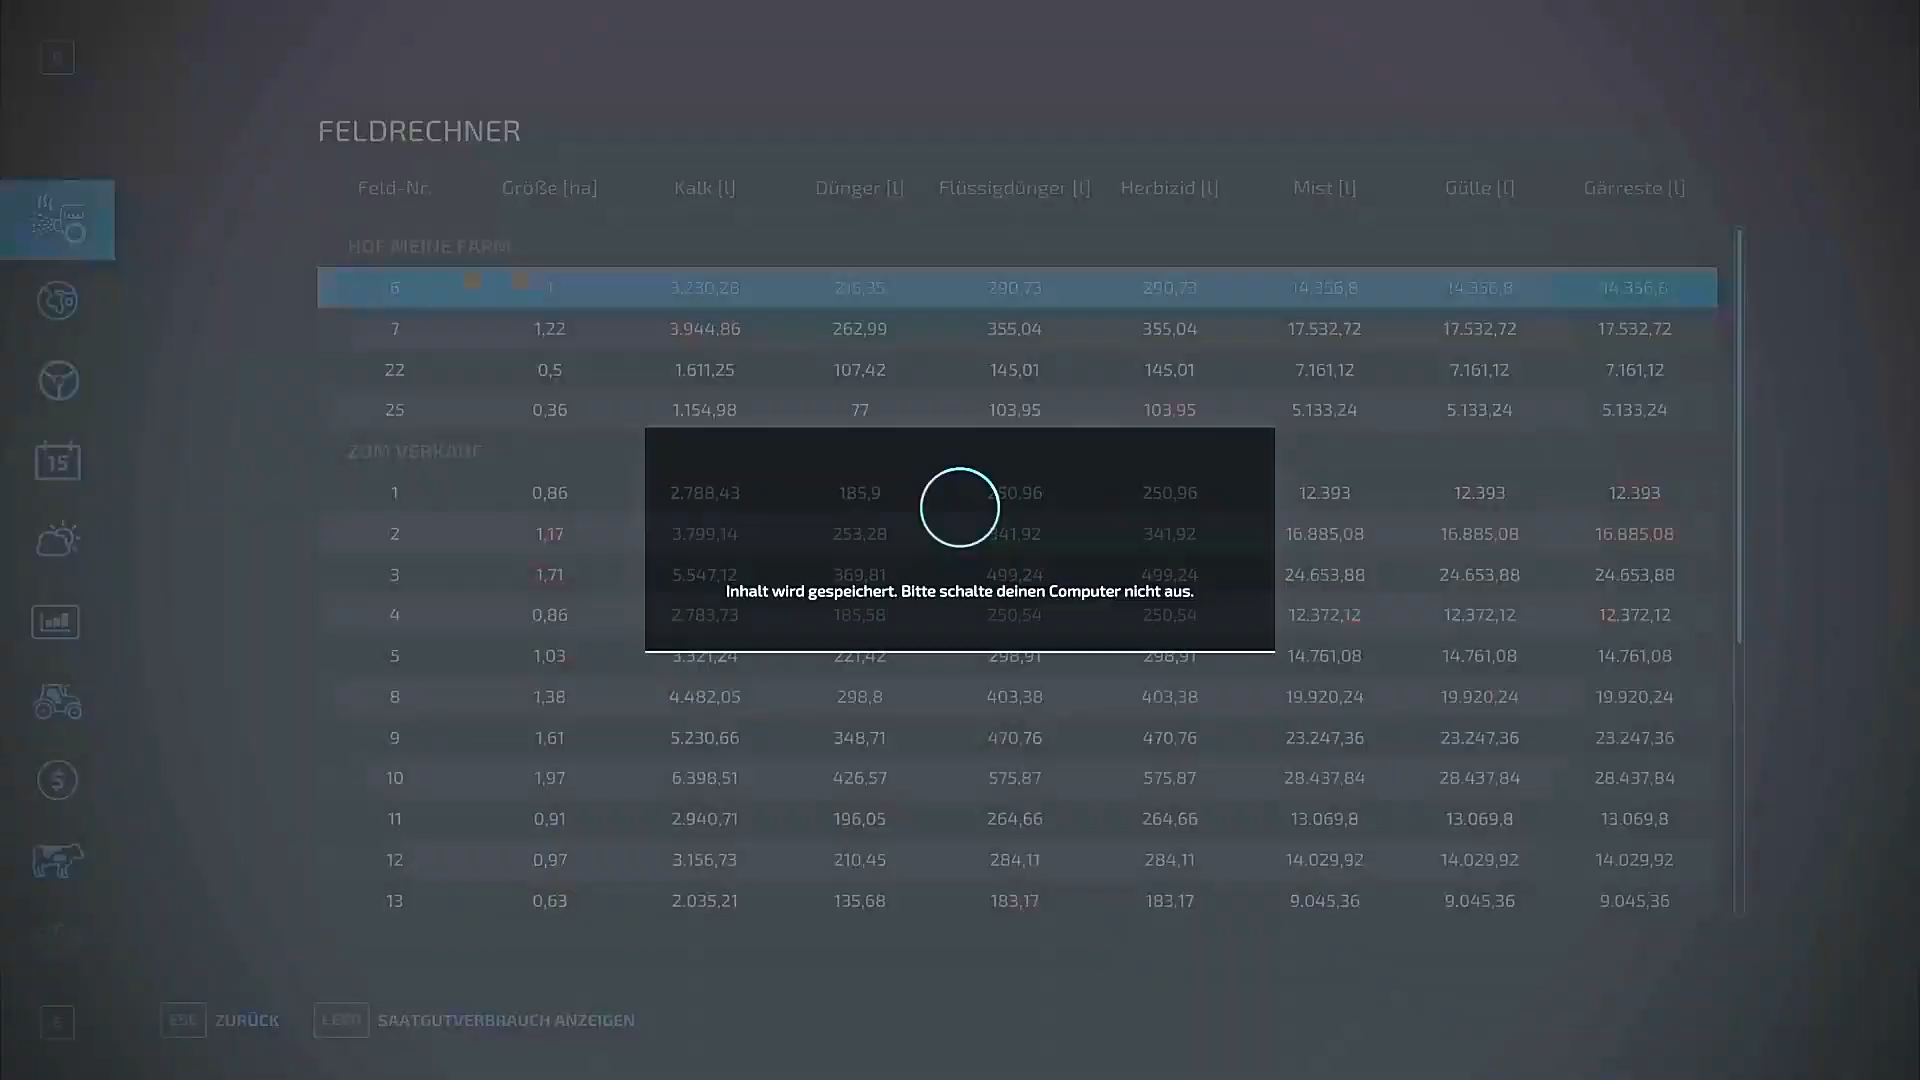 FELDRECHNER
Feld-Nr. Größe [ha] Kalk [l] Dünger [l] Flüssigdünger [l] Herbizid [l] Mist [l] Gülle [l] Gärreste [l]
HOF MEINE FARM
6 1 3.230,28 215,35 290,73 290,73 14.356,8 14.356,8 14.356,8
7 1,22 3.944,86 262,99 355,04 355,04 17.532,72 17.532,72 17.532,72
22 0,5 1.611,25 107,42 145,01 145,01 7.161,12 7.161,12 7.161,12
25 0,36 1.154,98 77 103,95 103,95 5.133,24 5.133,24 5.133,24
ZUM VERKAUF
1 0,86 2.788,43 185,9 250,96 250,96 12.393 12.393 12.393
2 1,17 3.799,14 253,28 341,92 341,92 16.885,08 16.885,08 16.885,08
3 1,71 5.547,12 369,81 499,24 499,24 24.653,88 24.653,88 24.653,88
Inhalt wird gespeichert. Bitte schalte deinen Computer nicht aus.
4 0,86 2.783,73 185,58 250,54 250,54 12.372,12 12.372,12 12.372,12
5 1,03 3.321,24 221,42 298,91 298,91 14.761,08 14.761,08 14.761,08
8 1,38 4.482,05 298,8 403,38 403,38 19.920,24 19.920,24 19.920,24
9 1,61 5.230,66 348,71 470,76 470,76 23.247,36 23.247,36 23.247,36
10 1,97 6.398,51 426,57 575,87 575,87 28.437,84 28.437,84 28.437,84
11 0,91 2.940,71 196,05 264,66 264,66 13.069,8 13.069,8 13.069,8
12 0,97 3.156,73 210,45 284,11 284,11 14.029,92 14.029,92 14.029,92
13 0,63 2.035,21 135,68 183,17 183,17 9.045,36 9.045,36 9.045,36
15
$
E ESC ZURÜCK LEER SAATGUTVERBRAUCH ANZEIGEN